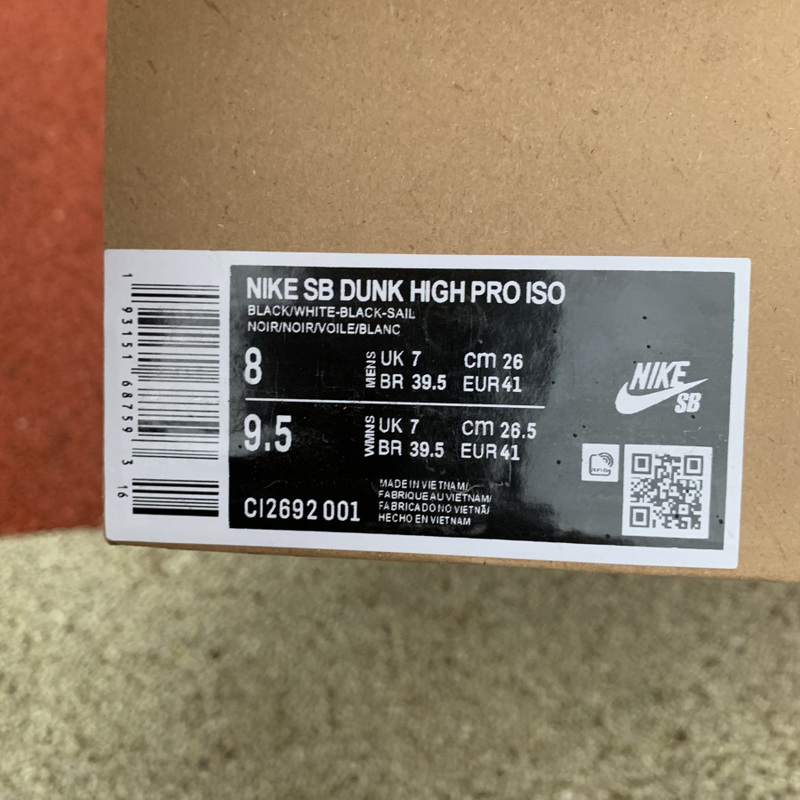 NIKE SB DUNK HIGH PRO ISO
BLACK/WHITE-BLACK-SAIL
NOIR/NOIR/VOILE/BLANC
8 MENS UK 7 cm 26
BR 39.5 EUR 41
9.5 WMNS UK 7 cm 26.5
BR 39.5 EUR 41
CI2692 001
MADE IN VIETNAM/
FABRIQUE AU VIETNAM/
FABRICADO NO VIETNÃ/
HECHO EN VIETNAM
NIKE
SB
1 93151 68759 3
16